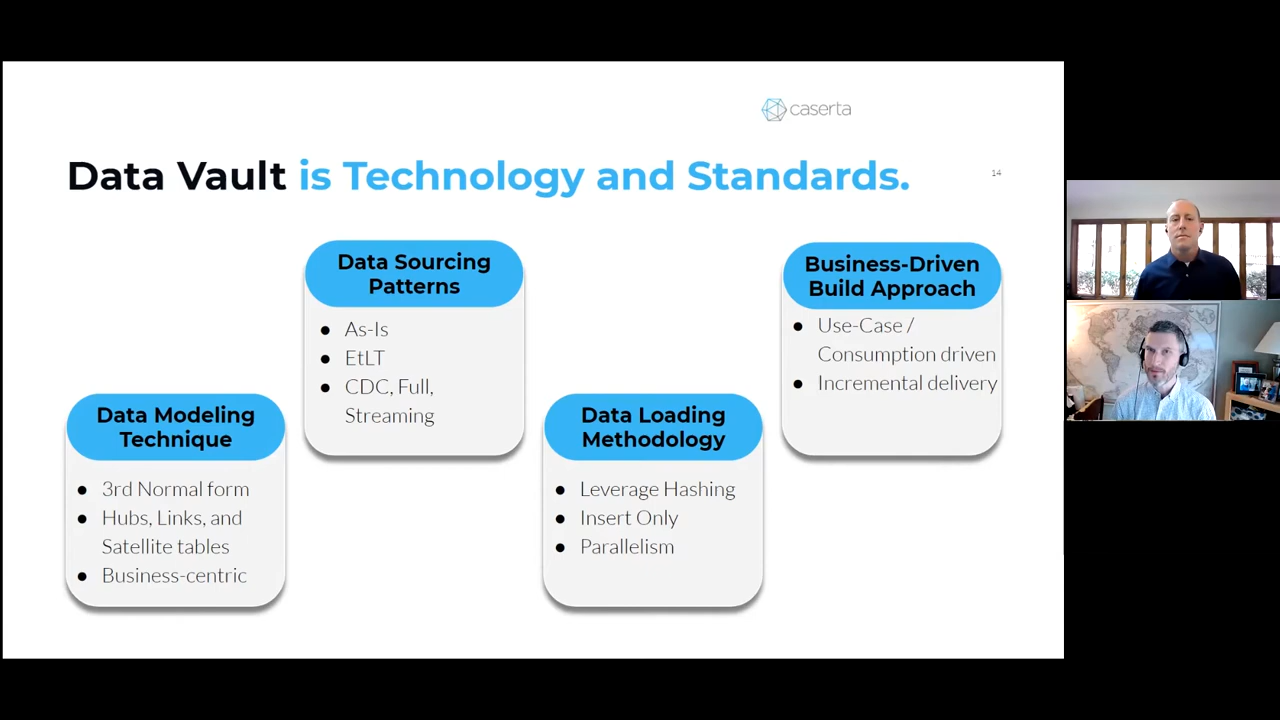 caserta
Data Vault is Technology and Standards.
14
Data Modeling
Technique
● 3rd Normal form
● Hubs, Links, and
Satellite tables
● Business-centric
Data Sourcing
Patterns
● As-Is
● EtLT
● CDC, Full,
Streaming
Data Loading
Methodology
● Leverage Hashing
● Insert Only
● Parallelism
Business-Driven
Build Approach
● Use-Case /
Consumption driven
● Incremental delivery